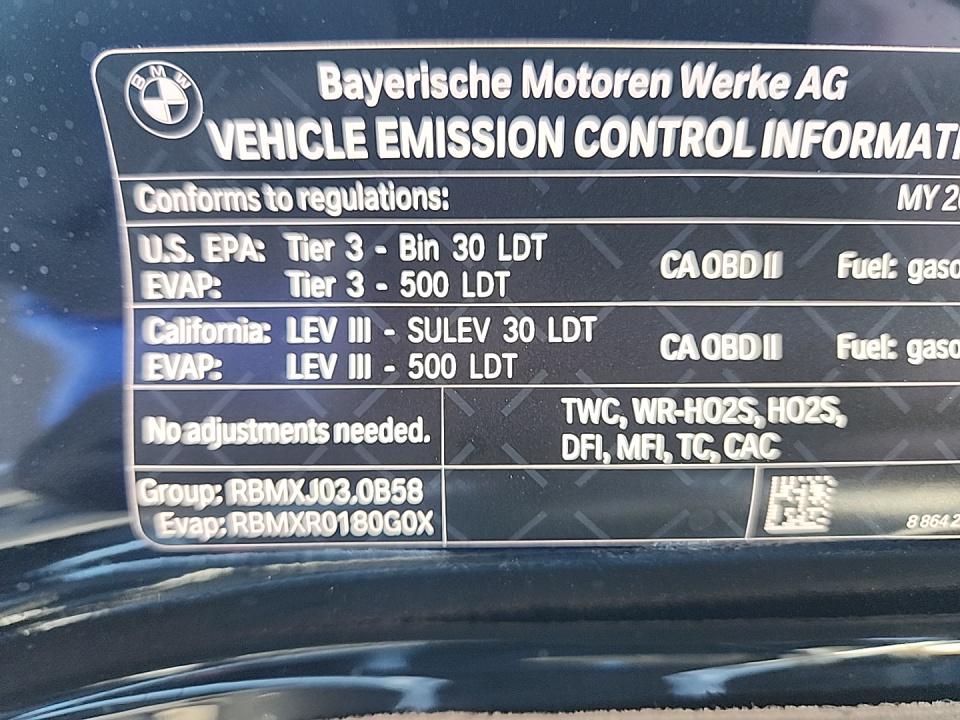 BMW
Bayerische Motoren Werke AG
VEHICLE EMISSION CONTROL INFORMATI
Conforms to regulations: MY 20
U.S. EPA: Tier 3 - Bin 30 LDT CA OBD II Fuel: gaso
EVAP: Tier 3 - 500 LDT
California: LEV III - SULEV 30 LDT CA OBD II Fuel: gaso
EVAP: LEV III - 500 LDT
No adjustments needed. TWC, WR-HO2S, HO2S,
DFI, MFI, TC, CAC
Group: RBMXJ03.0B58
Evap: RBMXR0180G0X
8 864 2